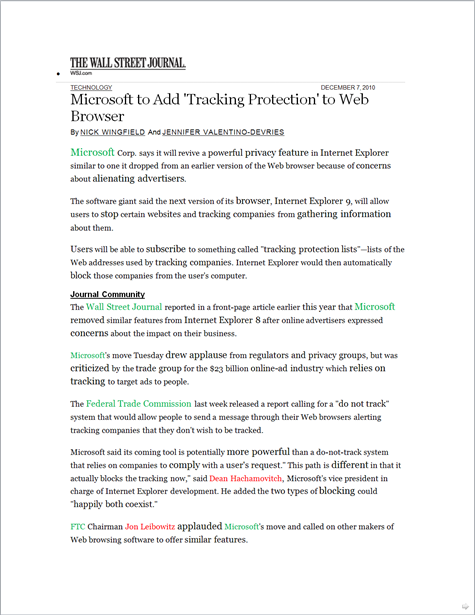 THE WALL STREET JOURNAL.
WSJ.com
TECHNOLOGY DECEMBER 7, 2010
Microsoft to Add 'Tracking Protection' to Web
Browser
By NICK WINGFIELD And JENNIFER VALENTINO-DEVRIES
Microsoft Corp. says it will revive a powerful privacy feature in Internet Explorer
similar to one it dropped from an earlier version of the Web browser because of concerns
about alienating advertisers.
The software giant said the next version of its browser, Internet Explorer 9, will allow
users to stop certain websites and tracking companies from gathering information
about them.
Users will be able to subscribe to something called "tracking protection lists"—lists of the
Web addresses used by tracking companies. Internet Explorer would then automatically
block those companies from the user's computer.
Journal Community
The Wall Street Journal reported in a front-page article earlier this year that Microsoft
removed similar features from Internet Explorer 8 after online advertisers expressed
concerns about the impact on their business.
Microsoft's move Tuesday drew applause from regulators and privacy groups, but was
criticized by the trade group for the $23 billion online-ad industry which relies on
tracking to target ads to people.
The Federal Trade Commission last week released a report calling for a "do not track"
system that would allow people to send a message through their Web browsers alerting
tracking companies that they don't wish to be tracked.
Microsoft said its coming tool is potentially more powerful than a do-not-track system
that relies on companies to comply with a user's request." This path is different in that it
actually blocks the tracking now," said Dean Hachamovitch, Microsoft's vice president in
charge of Internet Explorer development. He added the two types of blocking could
"happily both coexist."
FTC Chairman Jon Leibowitz applauded Microsoft's move and called on other makers of
Web browsing software to offer similar features.